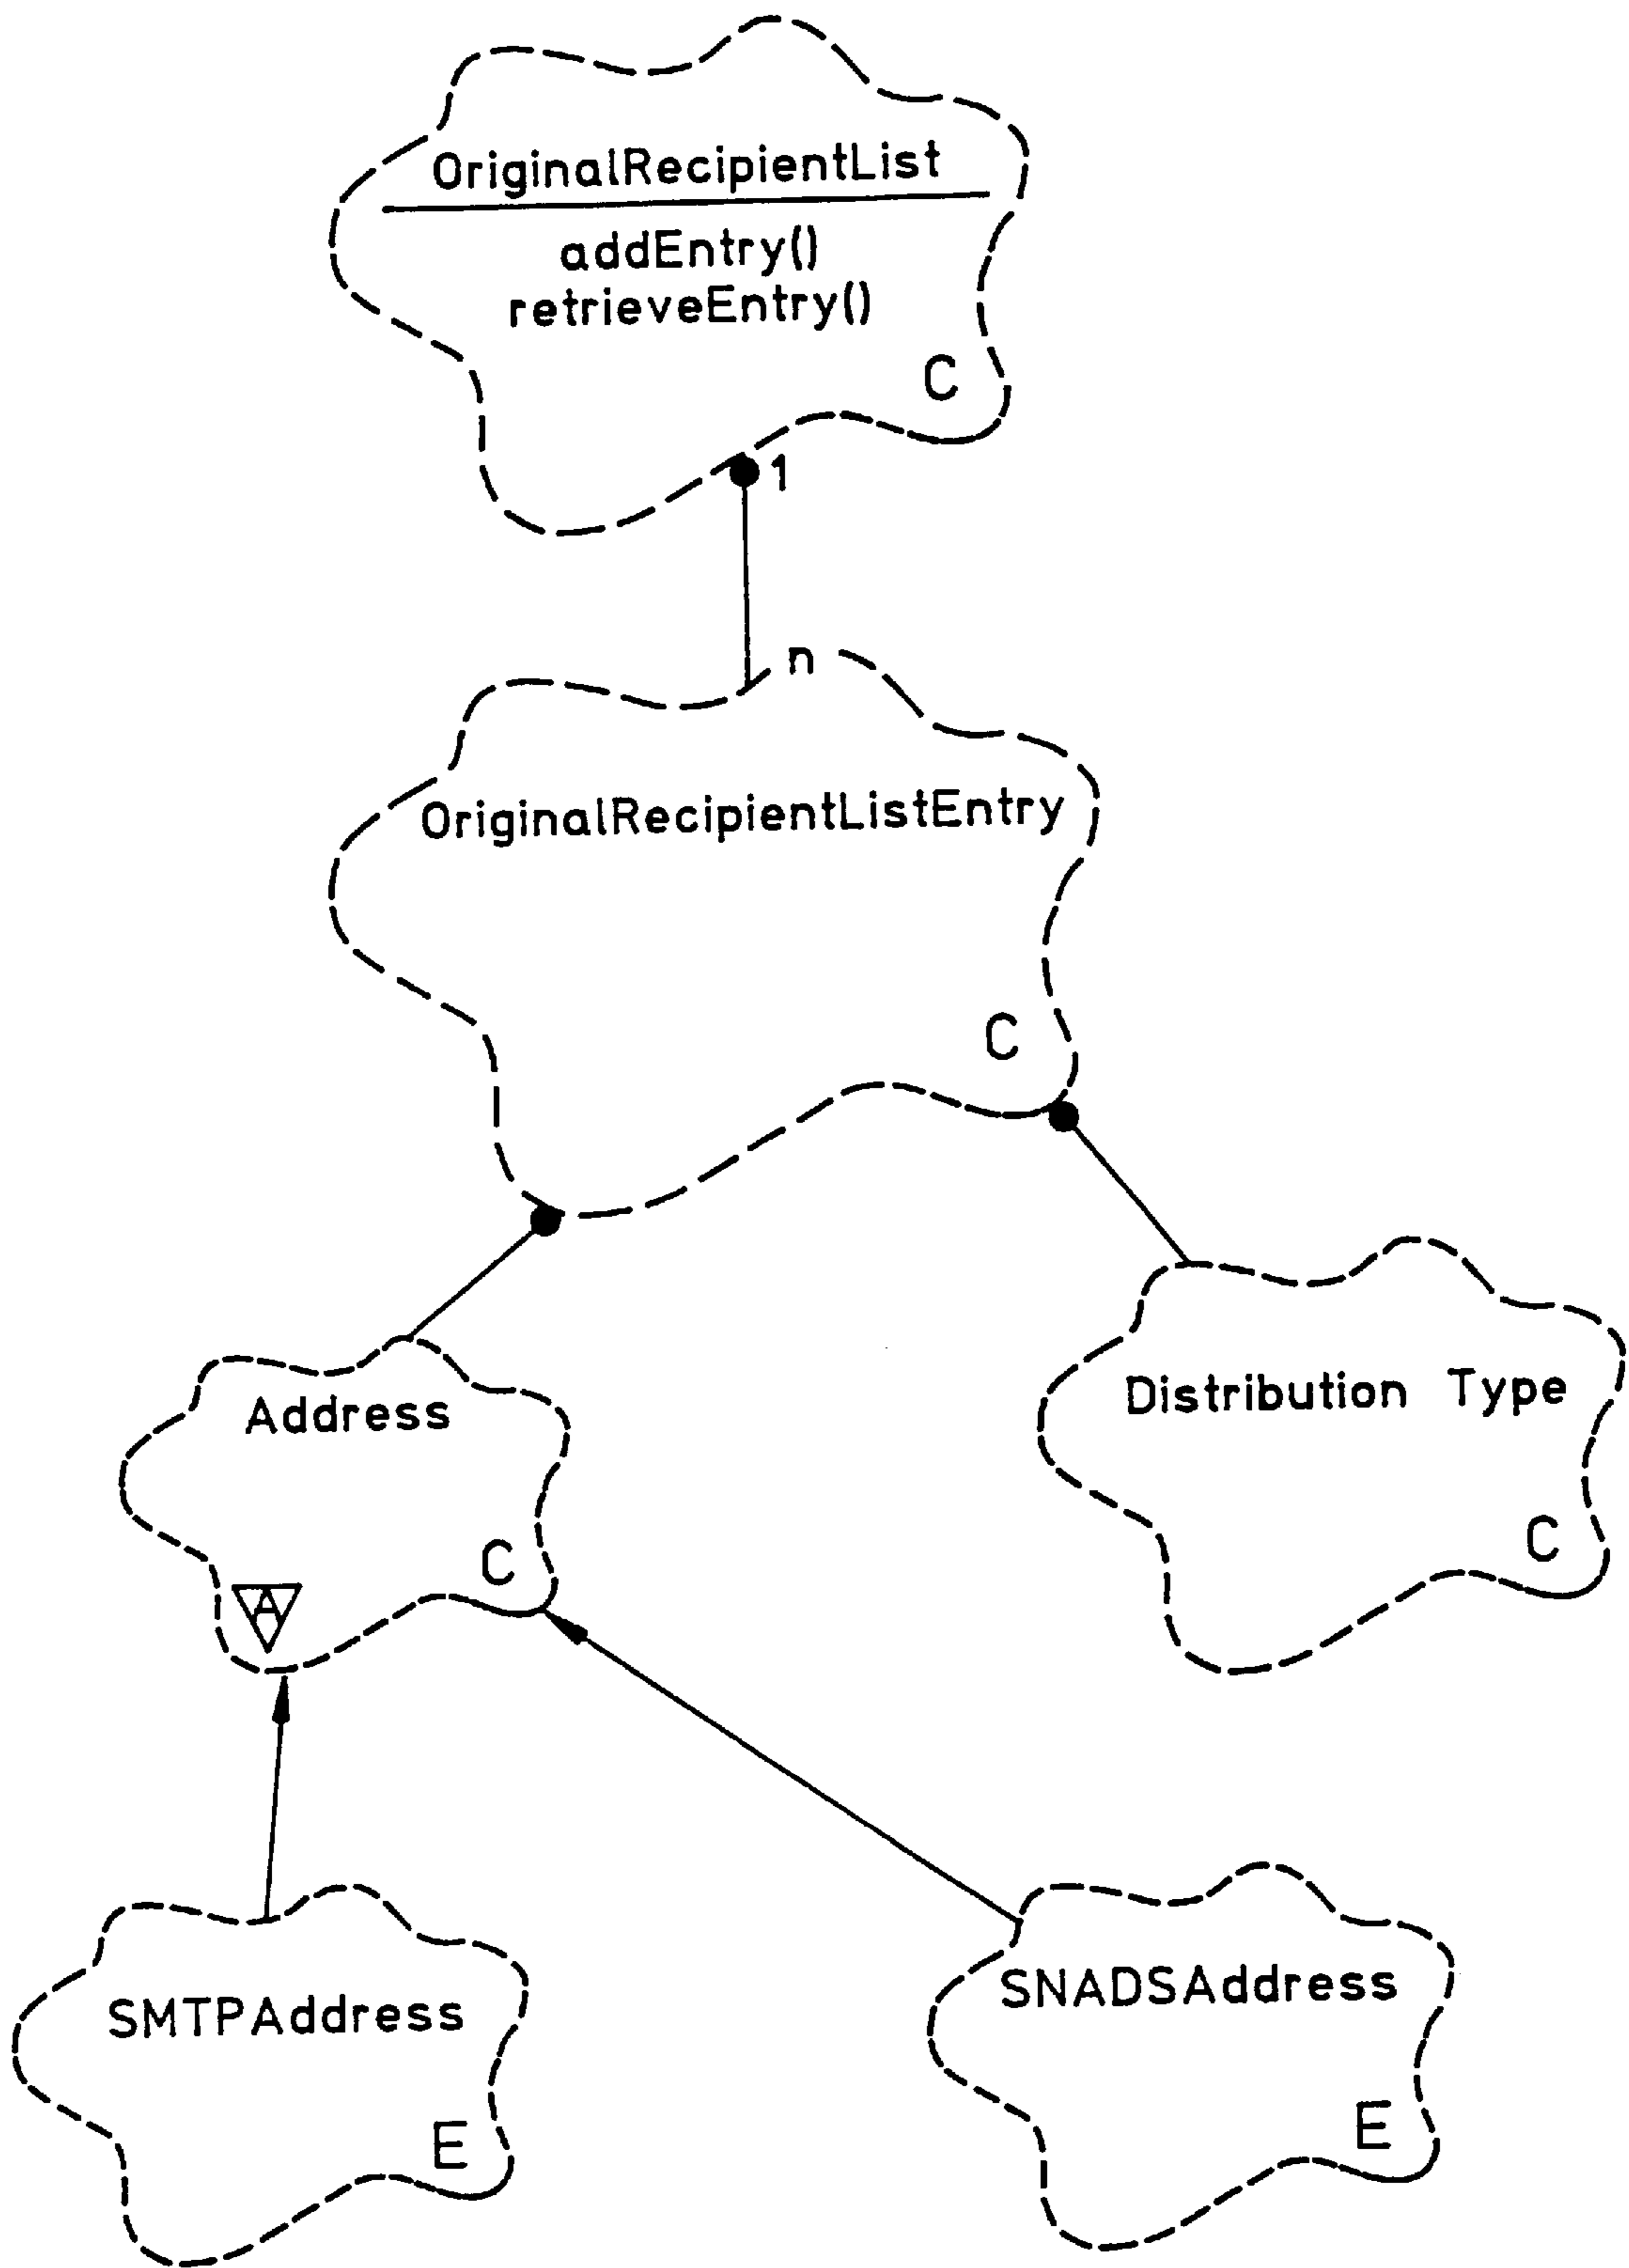 OriginalRecipientList
addEntry()
retrieveEntry()
C
1
n
OriginalRecipientListEntry
C
Address
C
A
Distribution Type
C
SMTPAddress
E
SNADSAddress
E